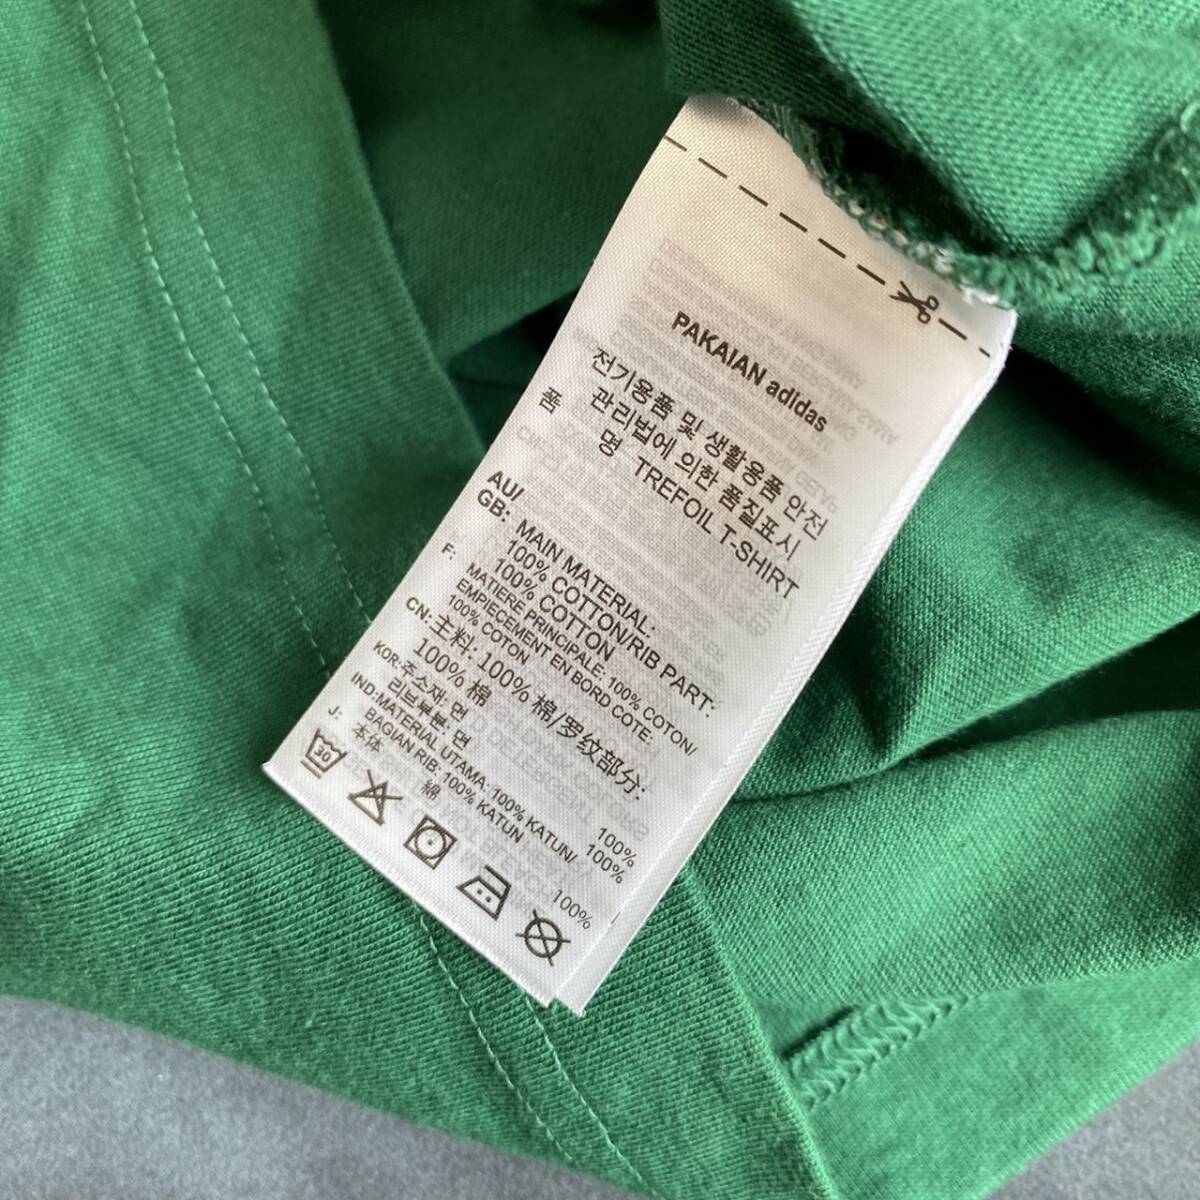 PAKAIAN adidas
전기용품 및 생활용품 안전
관리법에 의한 품질표시
품 명 TREFOIL T-SHIRT
AU/
GB: MAIN MATERIAL:
100% COTTON/RIB PART:
100% COTTON
F: MATIERE PRINCIPALE: 100% COTON/
EMPIECEMENT EN BORD COTE:
100% COTON
CN: 主料: 100% 棉/罗纹部分:
100% 棉
KOR: 주소재: 면 100%
리브부분: 면 100%
IND: MATERIAL UTAMA: 100% KATUN/
BAGIAN RIB: 100% KATUN
J: 本体 綿 100%
30